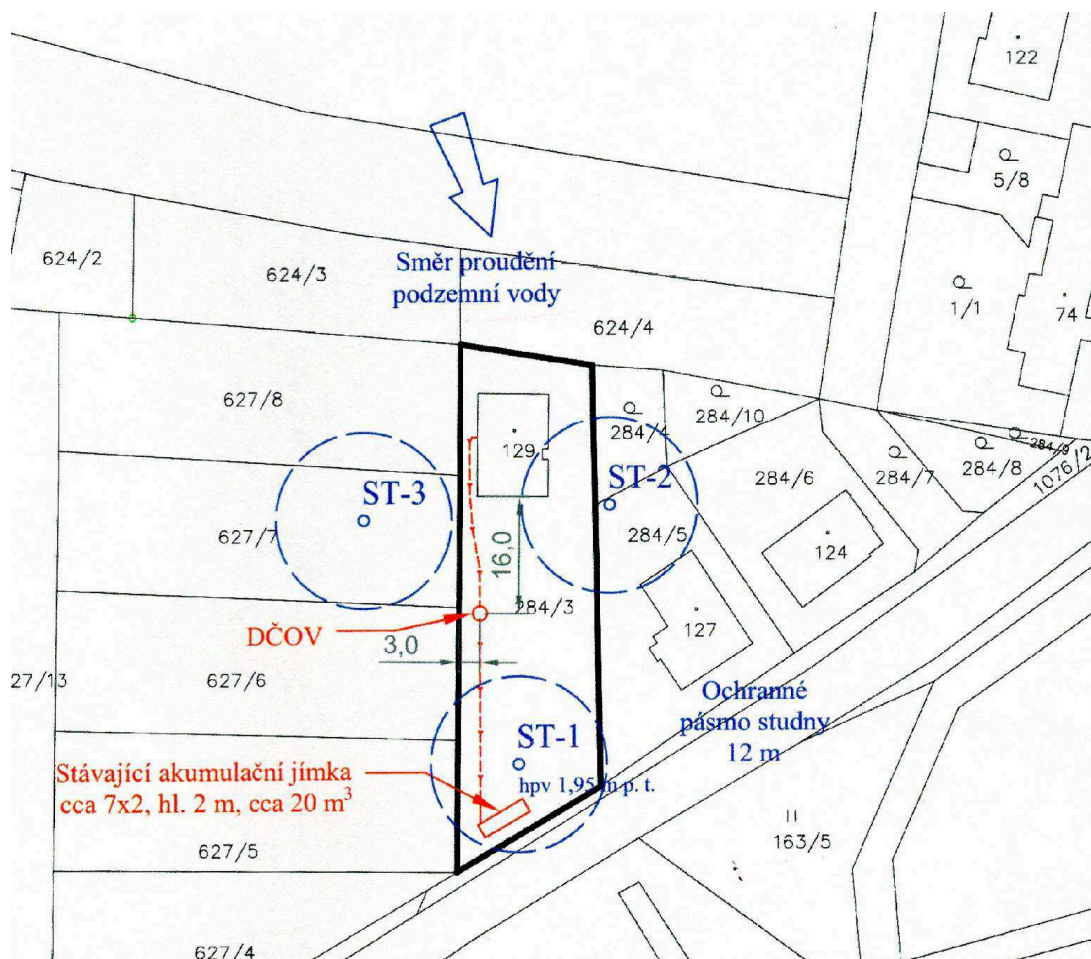 122
5/8
624/2
624/3
Směr proudění
podzemní vody
1/1
74
624/4
627/8
284/4
284/10
129
ST-3
ST-2
284/6
284/7
284/8
284/9
1076/2
627/7
284/5
16,0
124
284/3
DČOV
127
3,0
27/13
627/6
Ochranné
pásmo studny
12 m
ST-1
Stávající akumulační jímka
cca 7x2, hl. 2 m, cca 20 m³
hpv 1,95 m p. t.
163/5
627/5
627/4